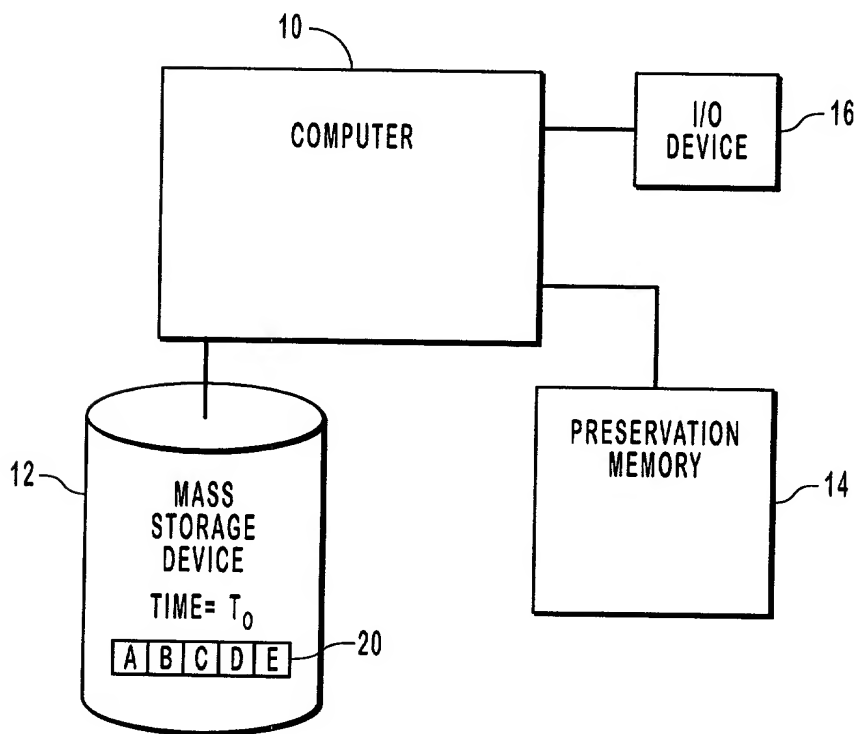 10
COMPUTER
I/O
DEVICE
16
12
MASS
STORAGE
DEVICE
TIME= T0
A B C D E
20
PRESERVATION
MEMORY
14